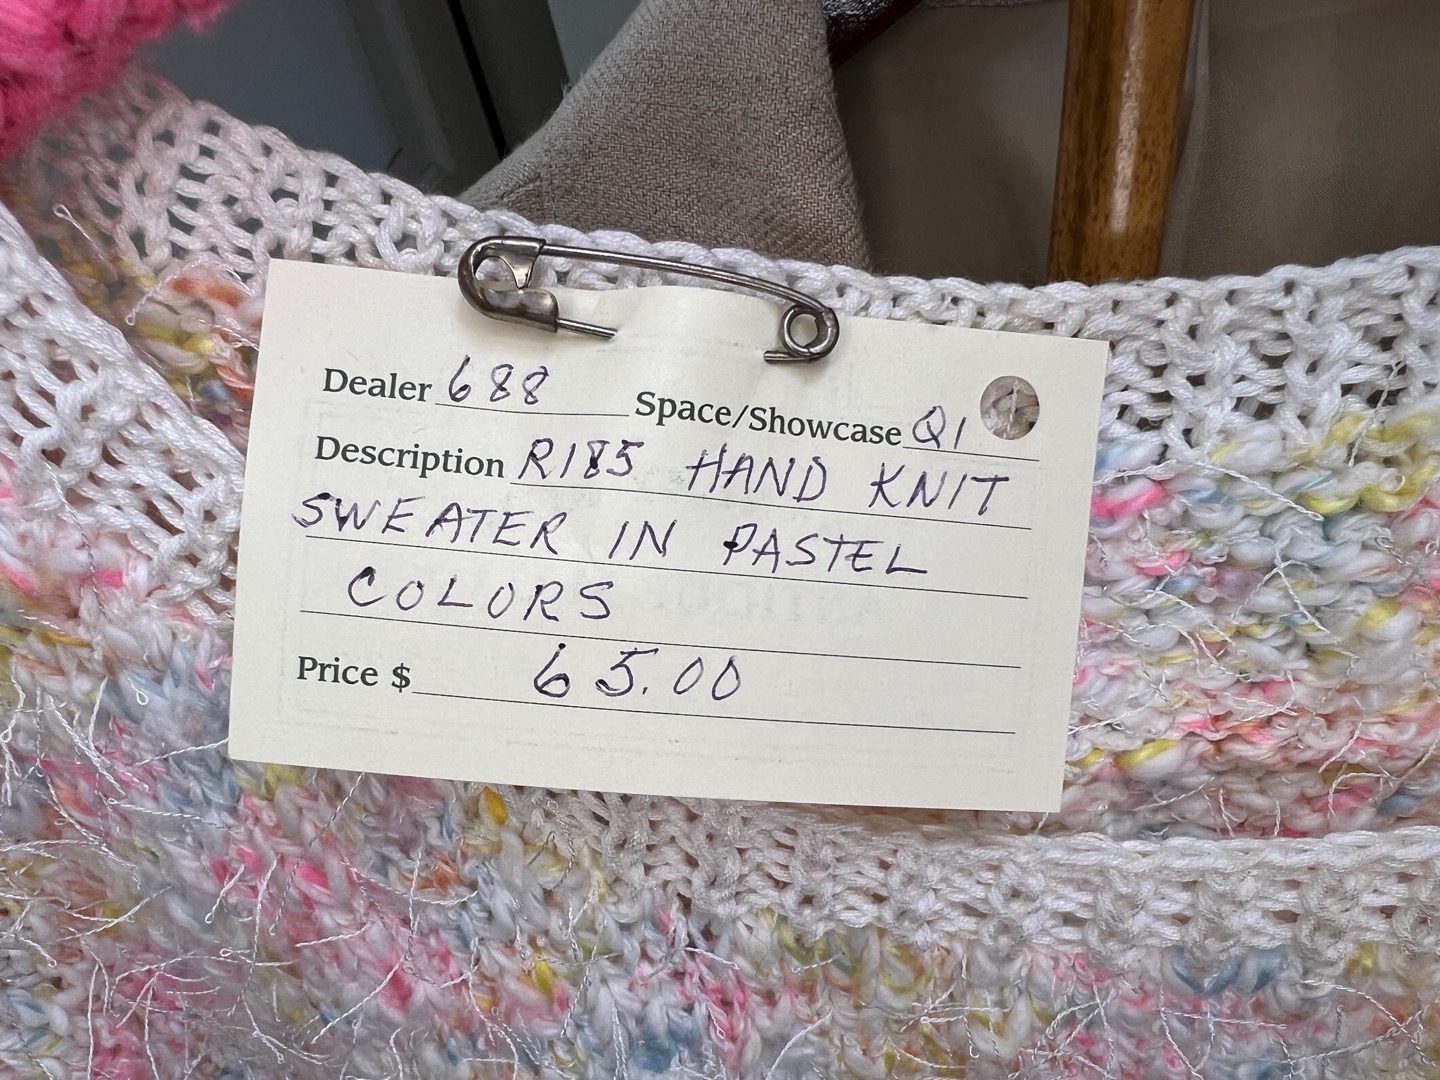 Dealer 688 Space/Showcase Q1
Description R185 HAND KNIT
SWEATER IN PASTEL
COLORS
Price $ 65.00